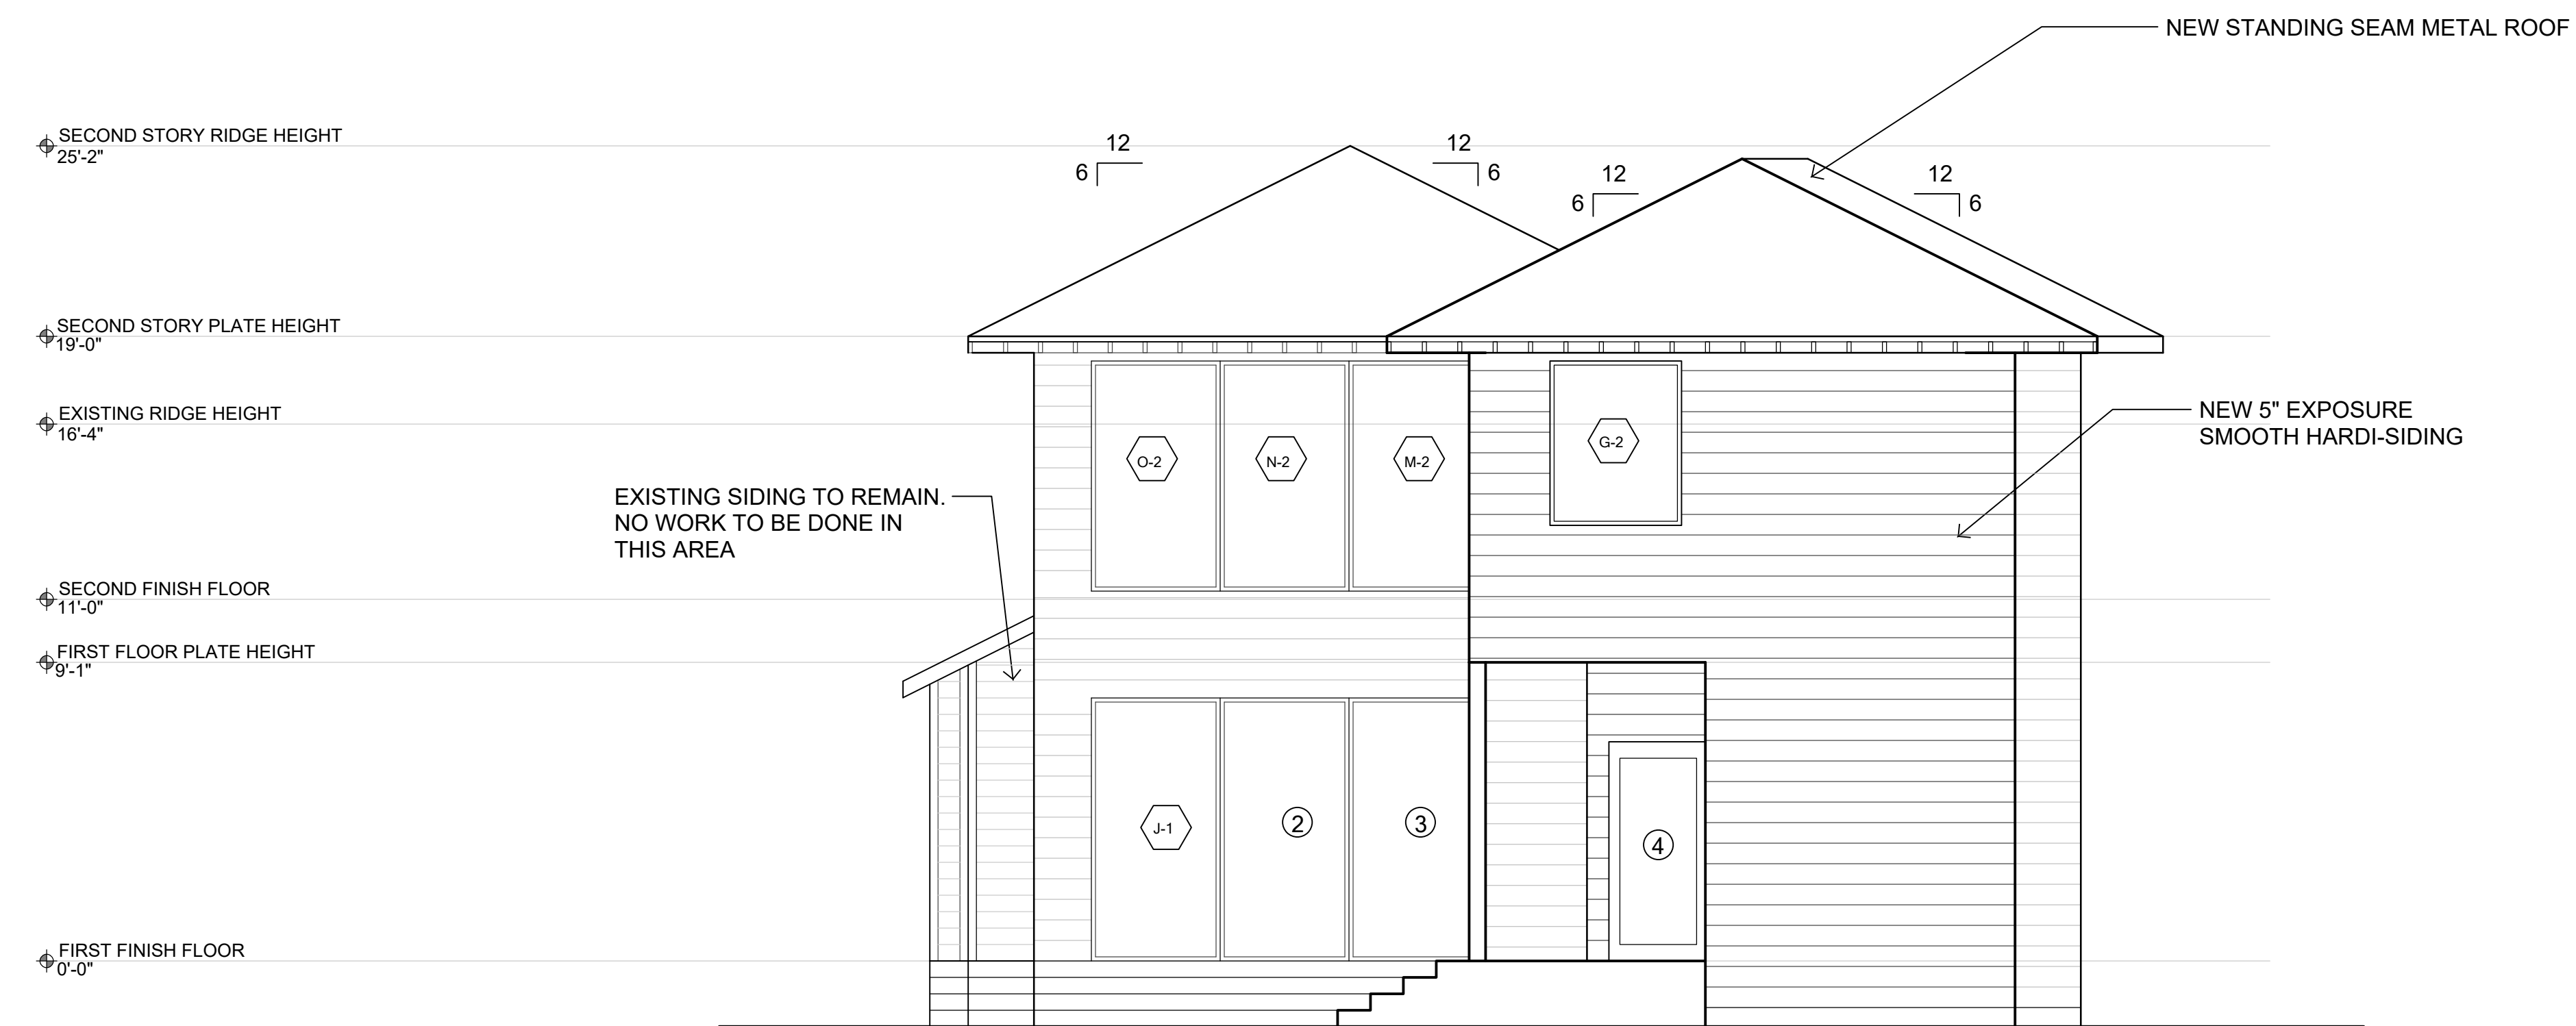 NEW STANDING SEAM METAL ROOF
SECOND STORY RIDGE HEIGHT
25'-2"
12
6
12
6
12
6
12
6
SECOND STORY PLATE HEIGHT
19'-0"
EXISTING RIDGE HEIGHT
16'-4"
NEW 5" EXPOSURE
SMOOTH HARDI-SIDING
O-2
N-2
M-2
G-2
EXISTING SIDING TO REMAIN.
NO WORK TO BE DONE IN
THIS AREA
SECOND FINISH FLOOR
11'-0"
FIRST FLOOR PLATE HEIGHT
9'-1"
J-1
2
3
4
FIRST FINISH FLOOR
0'-0"